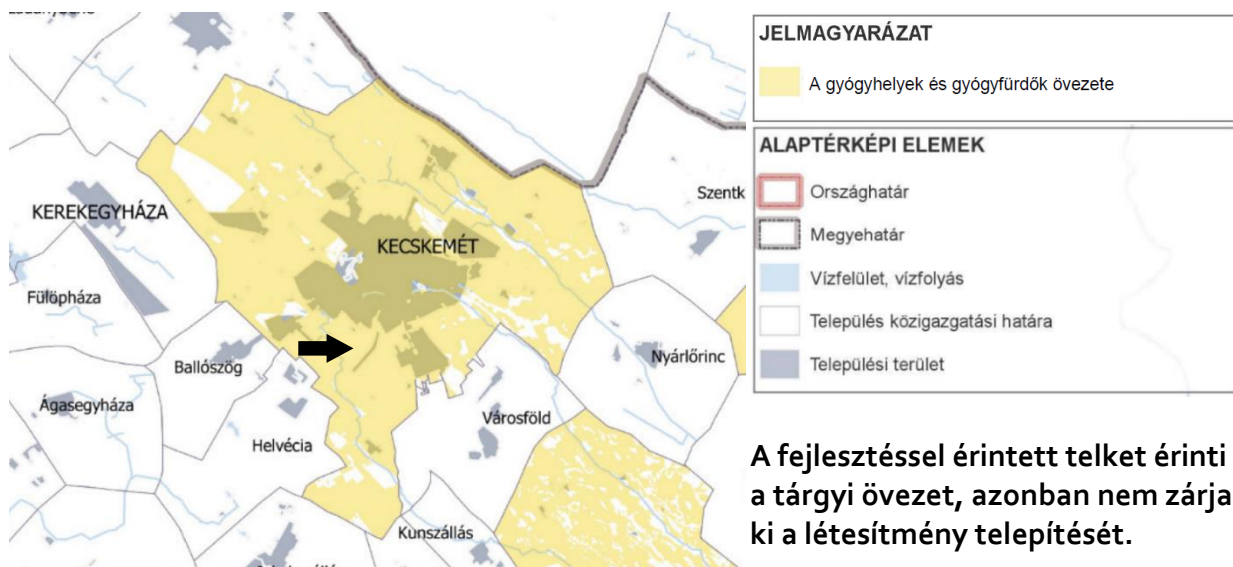 KEREKEGYHÁZA
KECSKEMÉT
Szentk
Fülöpháza
Ballószög
Nyárlőrinc
Ágasegyháza
Városföld
Helvécia
Kunszállás
JELMAGYARÁZAT
A gyógyhelyek és gyógyfürdők övezete
ALAPTÉRKÉPI ELEMEK
Országhatár
Megyehatár
Vízfelület, vízfolyás
Település közigazgatási határa
Települési terület
A fejlesztéssel érintett telket érinti
a tárgyi övezet, azonban nem zárja
ki a létesítmény telepítését.